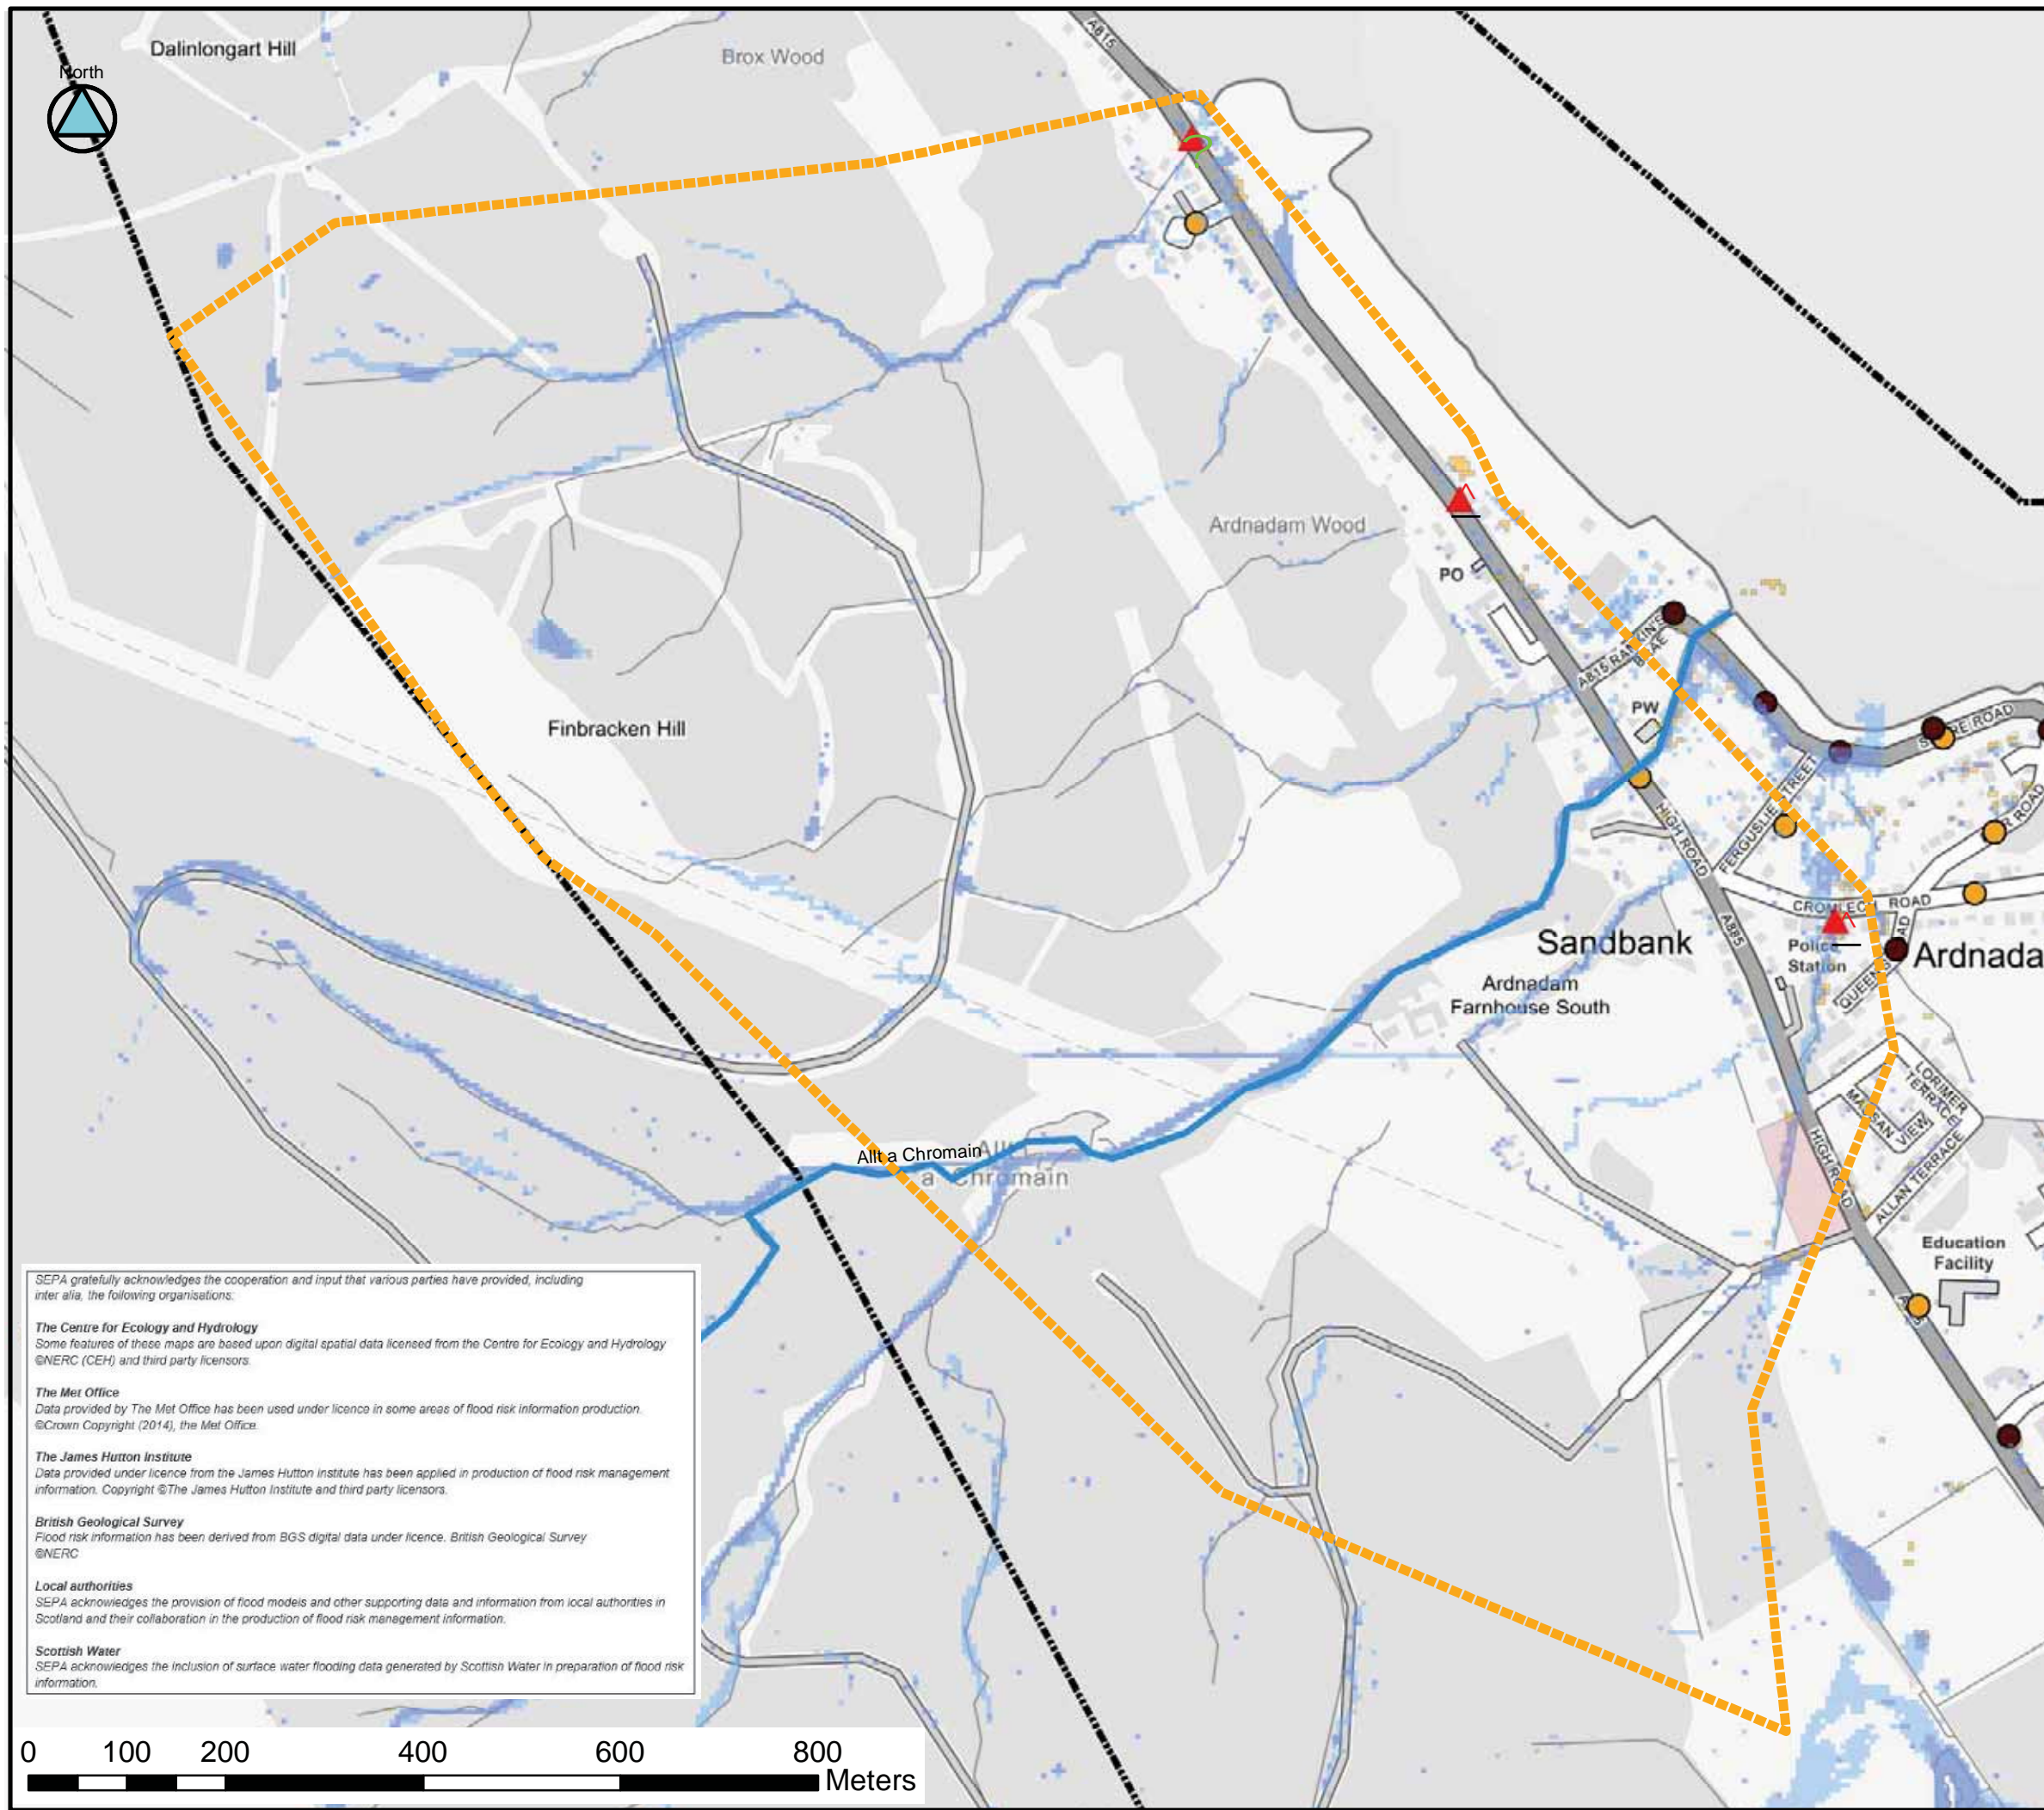 Dalinlongart Hill
Brox Wood
A815
North
Ardnadam Wood
PO
A815 RANKIN'S
BRAE
PW
Finbracken Hill
SHORE ROAD
FERGUSLIE STREET
HIGH ROAD
R ROAD
CROMLECH ROAD
A885
Sandbank
Police
Station
Ardnada
QUEEN
AD
Ardnadam
Farnhouse South
LORIMER
TERRACE
MASSAN
VIEW
HIGH ROAD
ALLAN TERRACE
Allt a Chromain
Allt
a Chromain
Education
Facility
SEPA gratefully acknowledges the cooperation and input that various parties have provided, including
inter alia, the following organisations:
The Centre for Ecology and Hydrology
Some features of these maps are based upon digital spatial data licensed from the Centre for Ecology and Hydrology
©NERC (CEH) and third party licensors.
The Met Office
Data provided by The Met Office has been used under licence in some areas of flood risk information production.
©Crown Copyright (2014), the Met Office.
The James Hutton Institute
Data provided under licence from the James Hutton Institute has been applied in production of flood risk management
information. Copyright ©The James Hutton Institute and third party licensors.
British Geological Survey
Flood risk information has been derived from BGS digital data under licence. British Geological Survey
©NERC
Local authorities
SEPA acknowledges the provision of flood models and other supporting data and information from local authorities in
Scotland and their collaboration in the production of flood risk management information.
Scottish Water
SEPA acknowledges the inclusion of surface water flooding data generated by Scottish Water in preparation of flood risk
information.
0 100 200 400 600 800
Meters